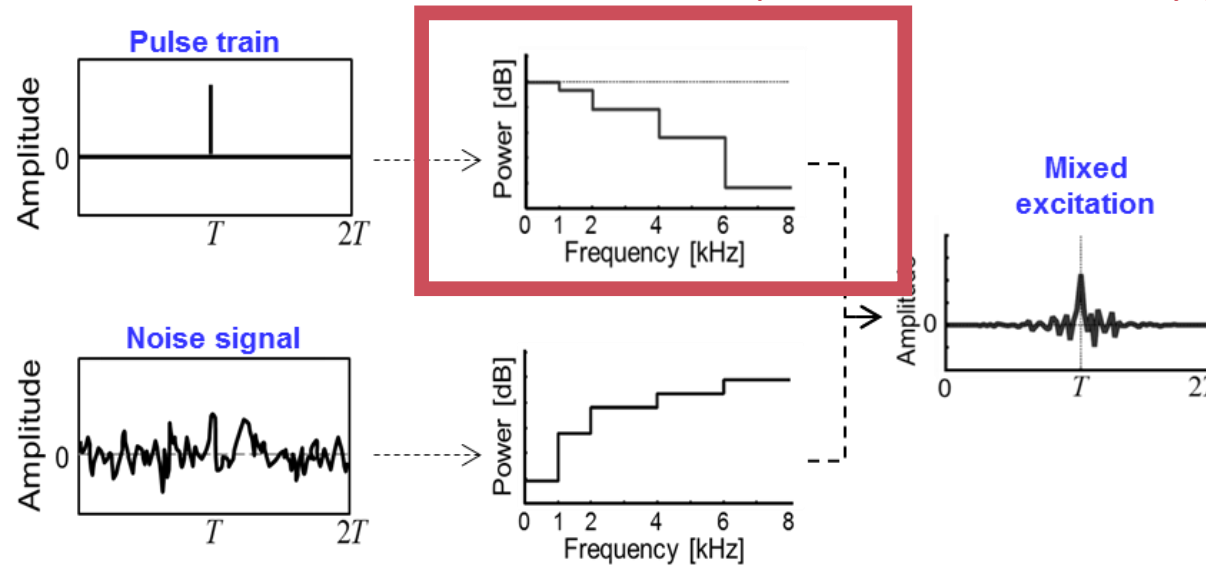 Pulse train
Amplitude
0
T
2T
Power [dB]
0 1 2 4 6 8
Frequency [kHz]
Noise signal
Amplitude
0
T
2T
Power [dB]
0 1 2 4 6 8
Frequency [kHz]
Mixed
excitation
Amplitude
0
0
T